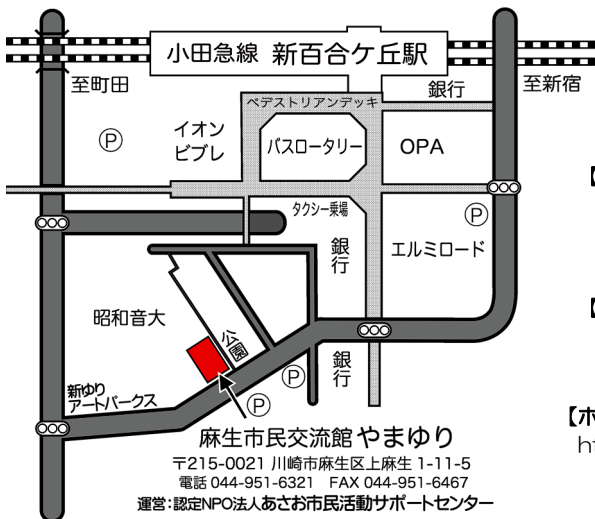 小田急線 新百合ケ丘駅
至町田
至新宿
銀行
ペデストリアンデッキ
イオン
ビブレ
バスロータリー
OPA
Ⓟ
タクシー乗場
Ⓟ
銀行
エルミロード
昭和音大
公園
銀行
Ⓟ
新ゆり
アートパークス
Ⓟ
麻生市民交流館 やまゆり
〒215-0021 川崎市麻生区上麻生 1-11-5
電話 044-951-6321 FAX 044-951-6467
運営：認定NPO法人あさお市民活動サポートセンター
【
【
【ホ
ht